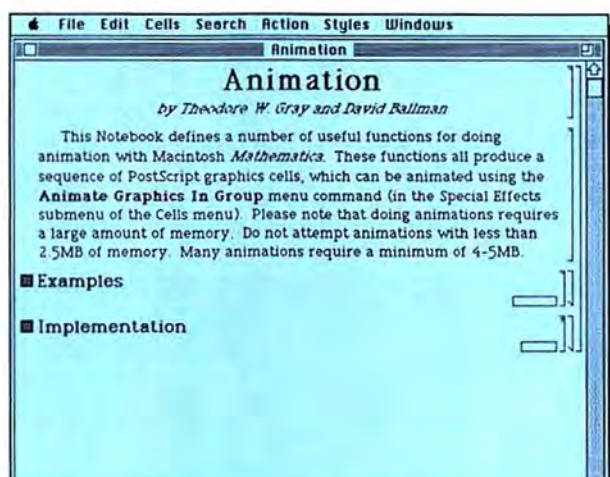 File Edit Cells Search Action Styles Windows
Animation
Animation
by Theodore W. Gray and David Ballman
This Notebook defines a number of useful functions for doing
animation with Macintosh Mathematica. These functions all produce a
sequence of PostScript graphics cells, which can be animated using the
Animate Graphics In Group menu command (in the Special Effects
submenu of the Cells menu). Please note that doing animations requires
a large amount of memory. Do not attempt animations with less than
2.5MB of memory. Many animations require a minimum of 4-5MB.
Examples
Implementation